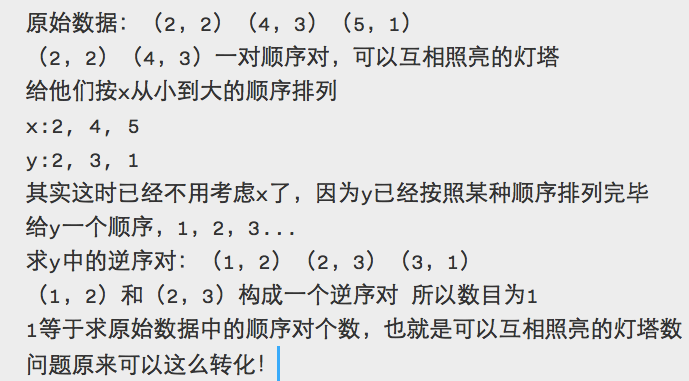 原始数据：（2，2）（4，3）（5，1）
（2，2）（4，3）一对顺序对，可以互相照亮的灯塔
给他们按x从小到大的顺序排列
x:2, 4, 5
y:2, 3, 1
其实这时已经不用考虑x了，因为y已经按照某种顺序排列完毕
给y一个顺序，1，2，3...
求y中的逆序对：（1，2）（2，3）（3，1）
（1，2）和（2，3）构成一个逆序对 所以数目为1
1等于求原始数据中的顺序对个数，也就是可以互相照亮的灯塔数
问题原来可以这么转化！